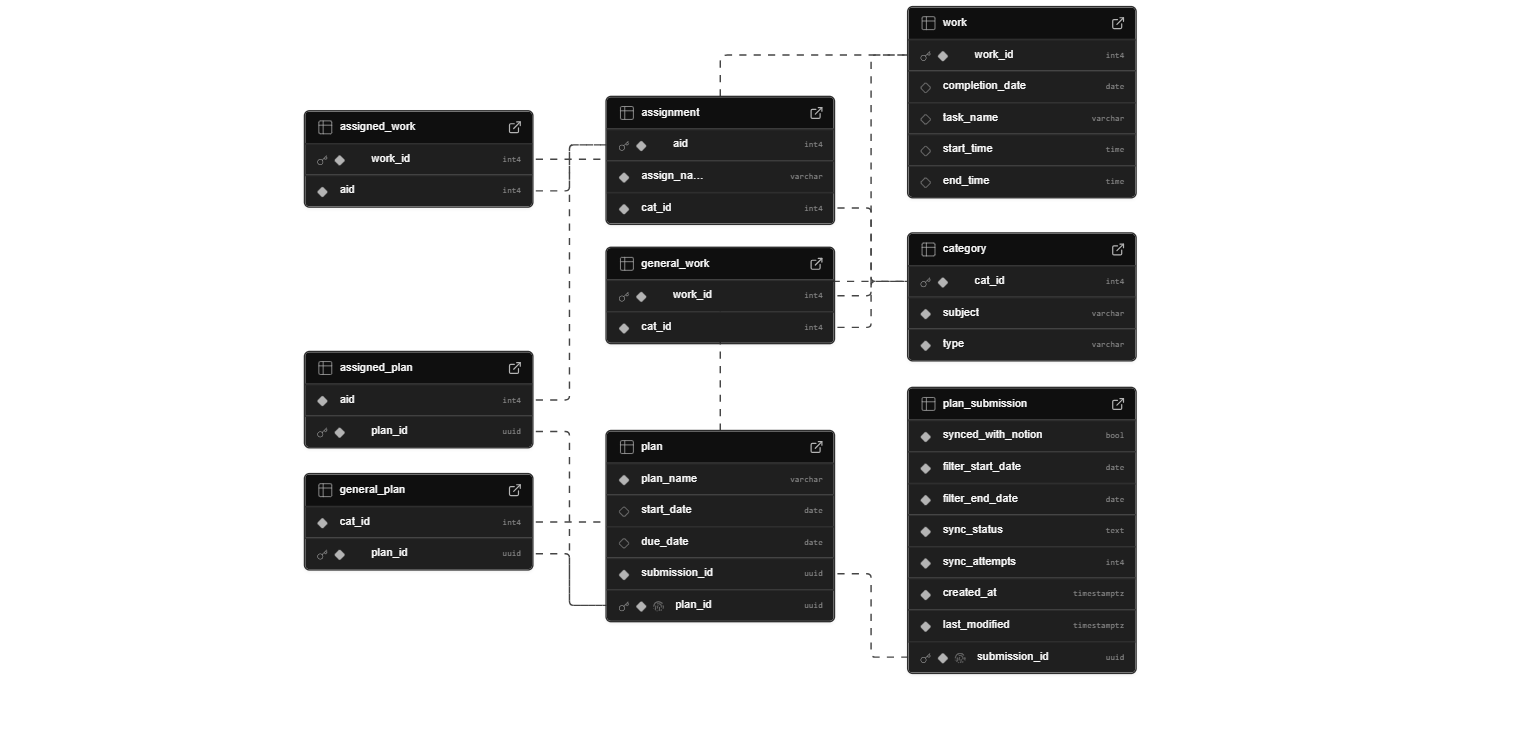 assigned_work
work_id int4
aid int4
assigned_plan
aid int4
plan_id uuid
general_plan
cat_id int4
plan_id uuid
assignment
aid int4
assign_na... varchar
cat_id int4
general_work
work_id int4
cat_id int4
plan
plan_name varchar
start_date date
due_date date
submission_id uuid
plan_id uuid
work
work_id int4
completion_date date
task_name varchar
start_time time
end_time time
category
cat_id int4
subject varchar
type varchar
plan_submission
synced_with_notion bool
filter_start_date date
filter_end_date date
sync_status text
sync_attempts int4
created_at timestamptz
last_modified timestamptz
submission_id uuid